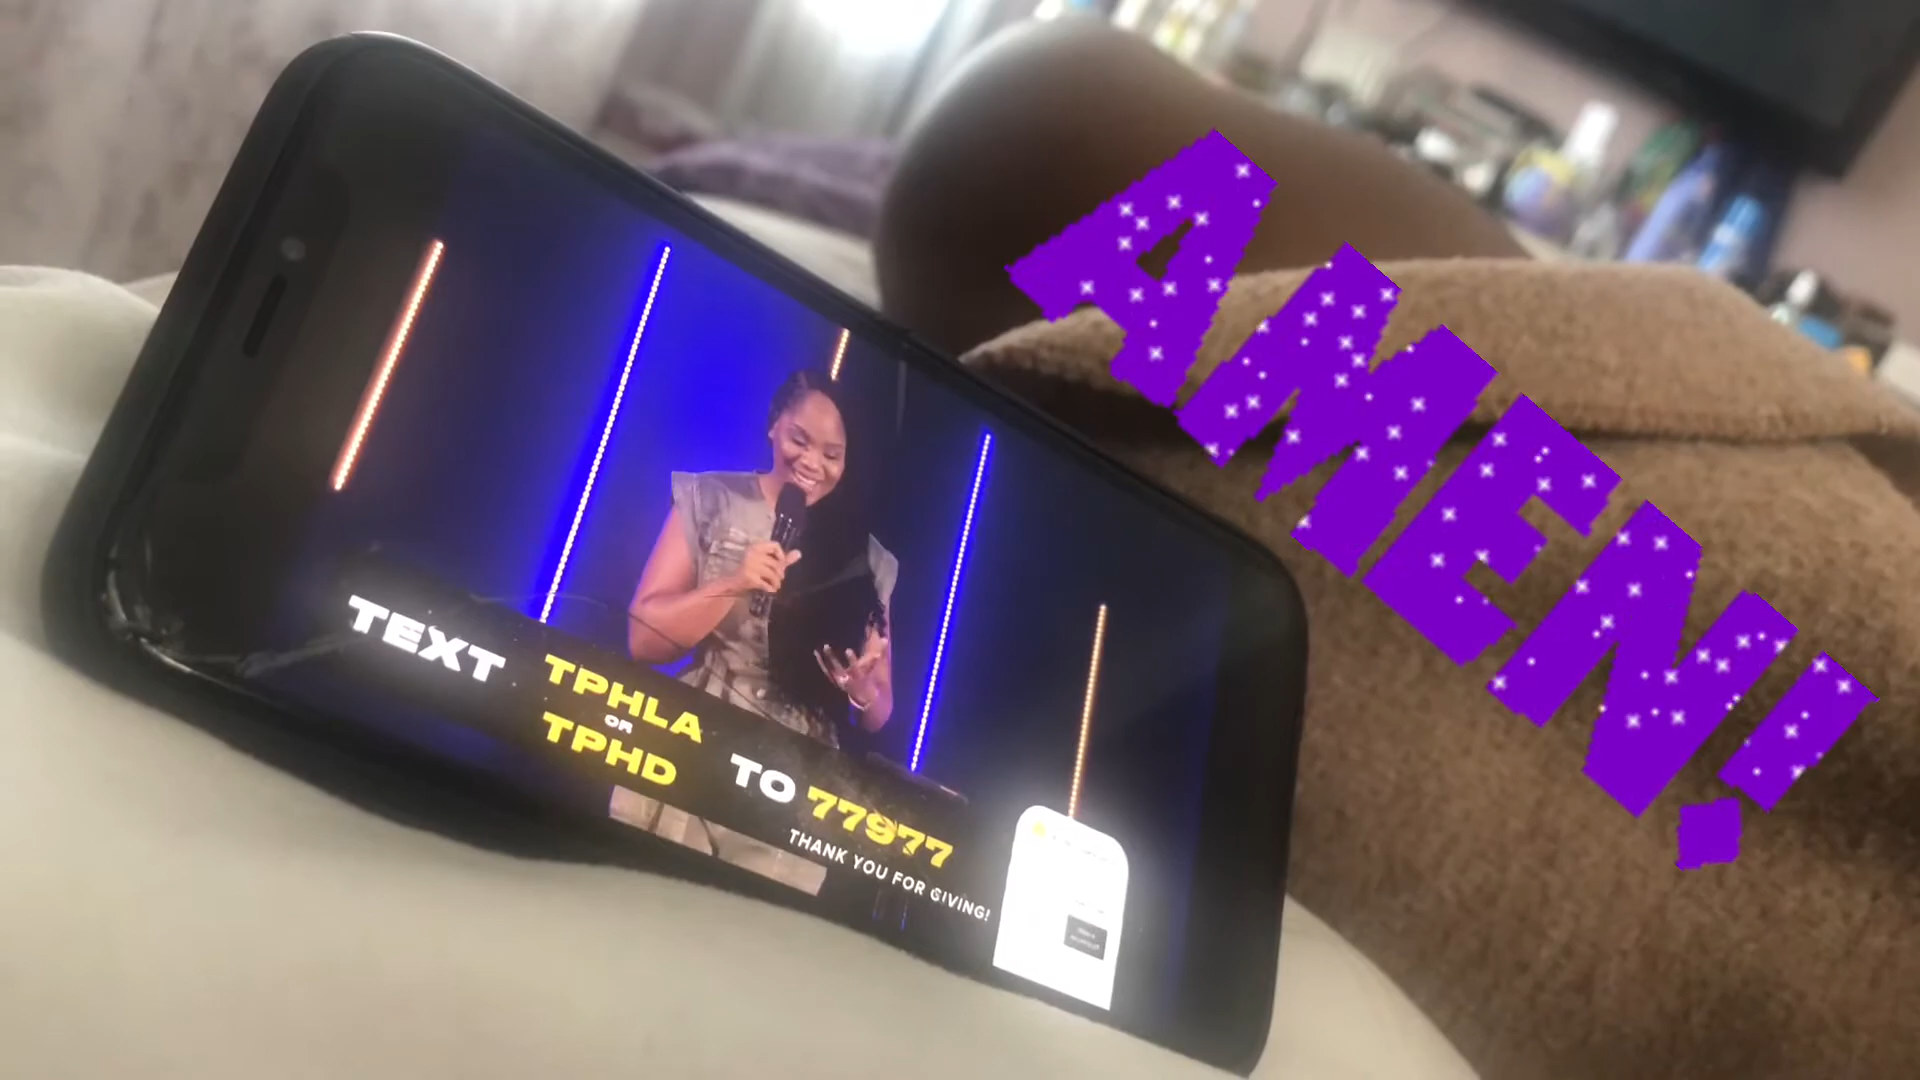 TEXT
TPHLA
OR
TPHD
TO 77977
THANK YOU FOR GIVING!
AMEN!